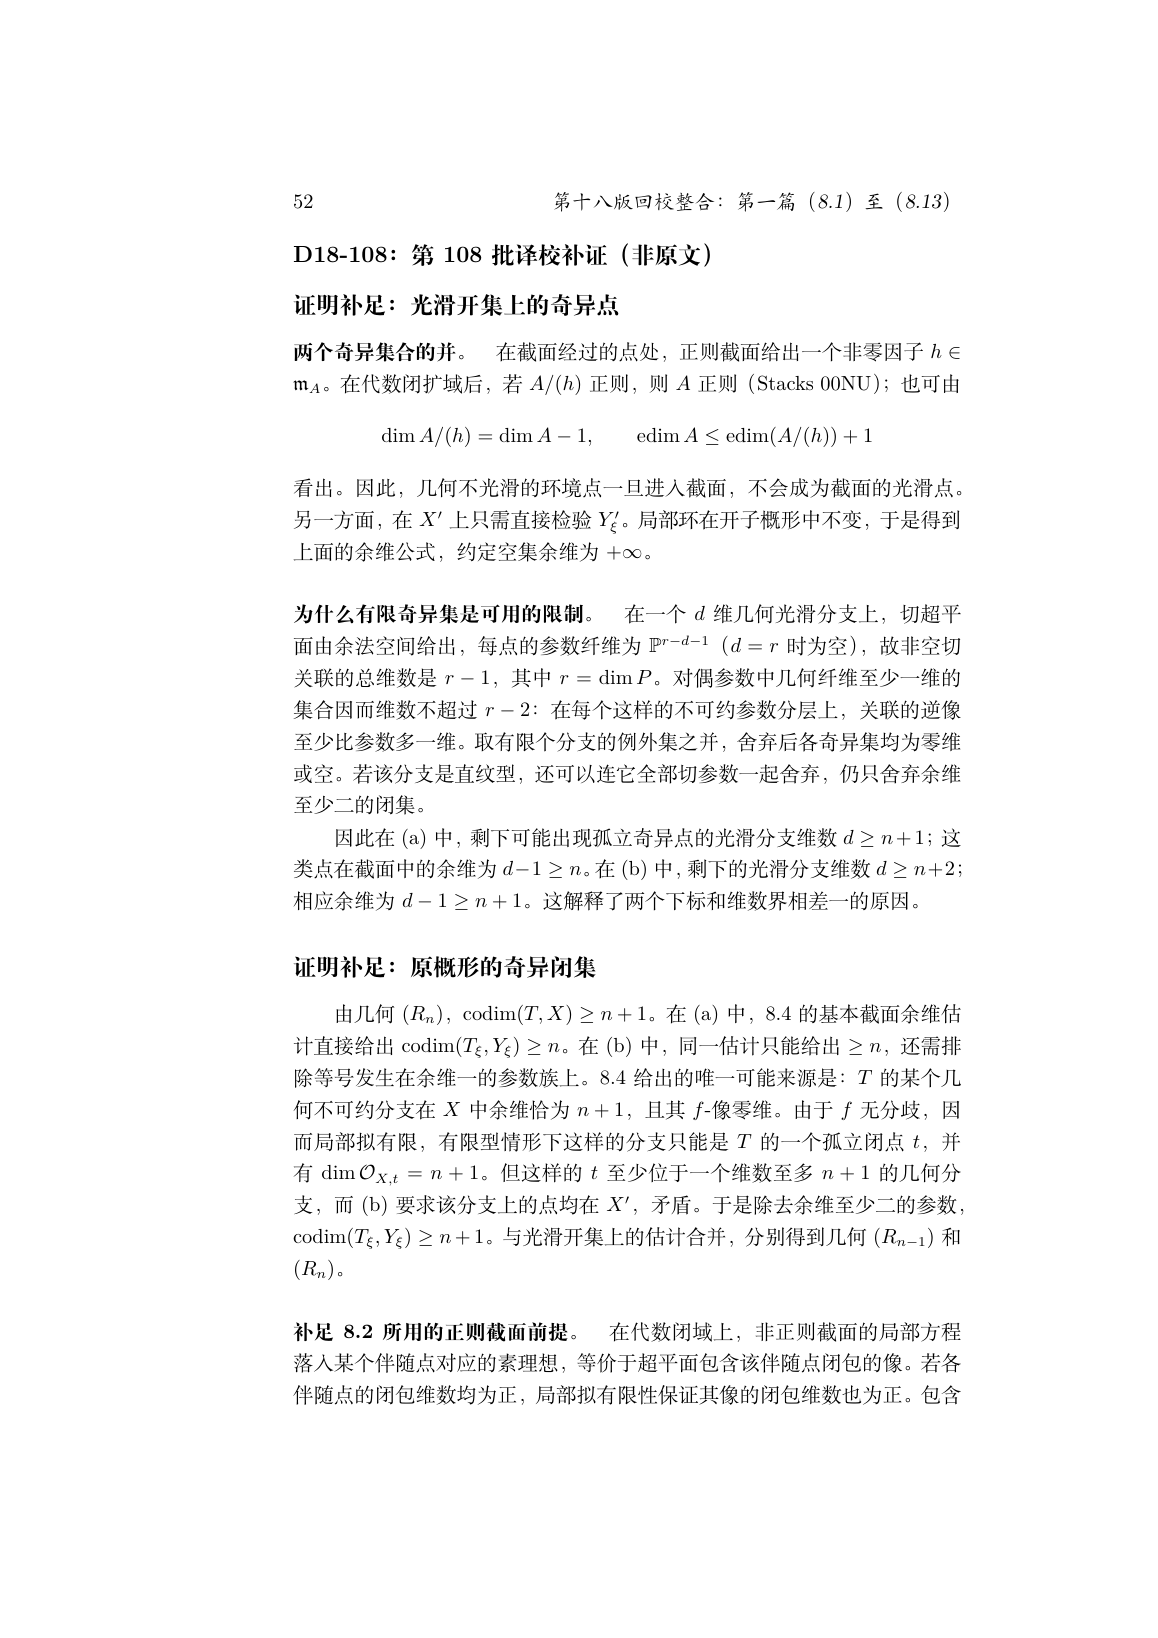 52 第十八版回校整合：第一篇（8.1）至（8.13）
D18-108：第 108 批译校补证（非原文）
证明补足：光滑开集上的奇异点
两个奇异集合的并。 在截面经过的点处，正则截面给出一个非零因子 h ∈
𝔪_A。在代数闭扩域后，若 A/(h) 正则，则 A 正则（Stacks 00NU）；也可由
dim A/(h) = dim A − 1, edim A ≤ edim(A/(h)) + 1
看出。因此，几何不光滑的环境点一旦进入截面，不会成为截面的光滑点。
另一方面，在 X′ 上只需直接检验 Y′_ξ。局部环在开子概形中不变，于是得到
上面的余维公式，约定空集余维为 +∞。
为什么有限奇异集是可用的限制。 在一个 d 维几何光滑分支上，切超平
面由余法空间给出，每点的参数纤维为 ℙ^{r−d−1}（d = r 时为空），故非空切
关联的总维数是 r − 1，其中 r = dim P。对偶参数中几何纤维至少一维的
集合因而维数不超过 r − 2：在每个这样的不可约参数分层上，关联的逆像
至少比参数多一维。取有限个分支的例外集之并，舍弃后各奇异集均为零维
或空。若该分支是直纹型，还可以连它全部切参数一起舍弃，仍只舍弃余维
至少二的闭集。
因此在 (a) 中，剩下可能出现孤立奇异点的光滑分支维数 d ≥ n+1；这
类点在截面中的余维为 d−1 ≥ n。在 (b) 中，剩下的光滑分支维数 d ≥ n+2；
相应余维为 d − 1 ≥ n + 1。这解释了两个下标和维数界相差一的原因。
证明补足：原概形的奇异闭集
由几何 (R_n)，codim(T, X) ≥ n + 1。在 (a) 中，8.4 的基本截面余维估
计直接给出 codim(T_ξ, Y_ξ) ≥ n。在 (b) 中，同一估计只能给出 ≥ n，还需排
除等号发生在余维一的参数族上。8.4 给出的唯一可能来源是：T 的某个几
何不可约分支在 X 中余维恰为 n + 1，且其 f-像零维。由于 f 无分歧，因
而局部拟有限，有限型情形下这样的分支只能是 T 的一个孤立闭点 t，并
有 dim 𝒪_{X,t} = n + 1。但这样的 t 至少位于一个维数至多 n + 1 的几何分
支，而 (b) 要求该分支上的点均在 X′，矛盾。于是除去余维至少二的参数，
codim(T_ξ, Y_ξ) ≥ n+1。与光滑开集上的估计合并，分别得到几何 (R_{n−1}) 和
(R_n)。
补足 8.2 所用的正则截面前提。 在代数闭域上，非正则截面的局部方程
落入某个伴随点对应的素理想，等价于超平面包含该伴随点闭包的像。若各
伴随点的闭包维数均为正，局部拟有限性保证其像的闭包维数也为正。包含